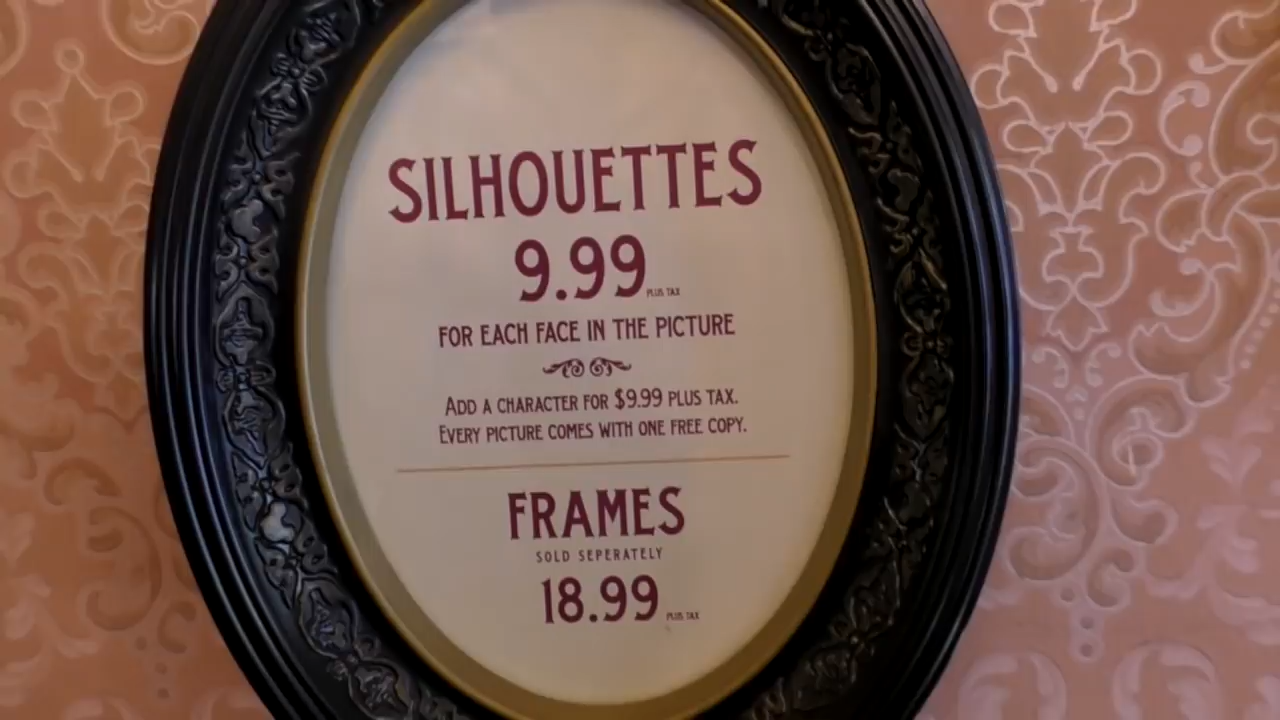 SILHOUETTES
9.99 PLUS TAX
FOR EACH FACE IN THE PICTURE
ADD A CHARACTER FOR $9.99 PLUS TAX.
EVERY PICTURE COMES WITH ONE FREE COPY.
FRAMES
SOLD SEPERATELY
18.99 PLUS TAX